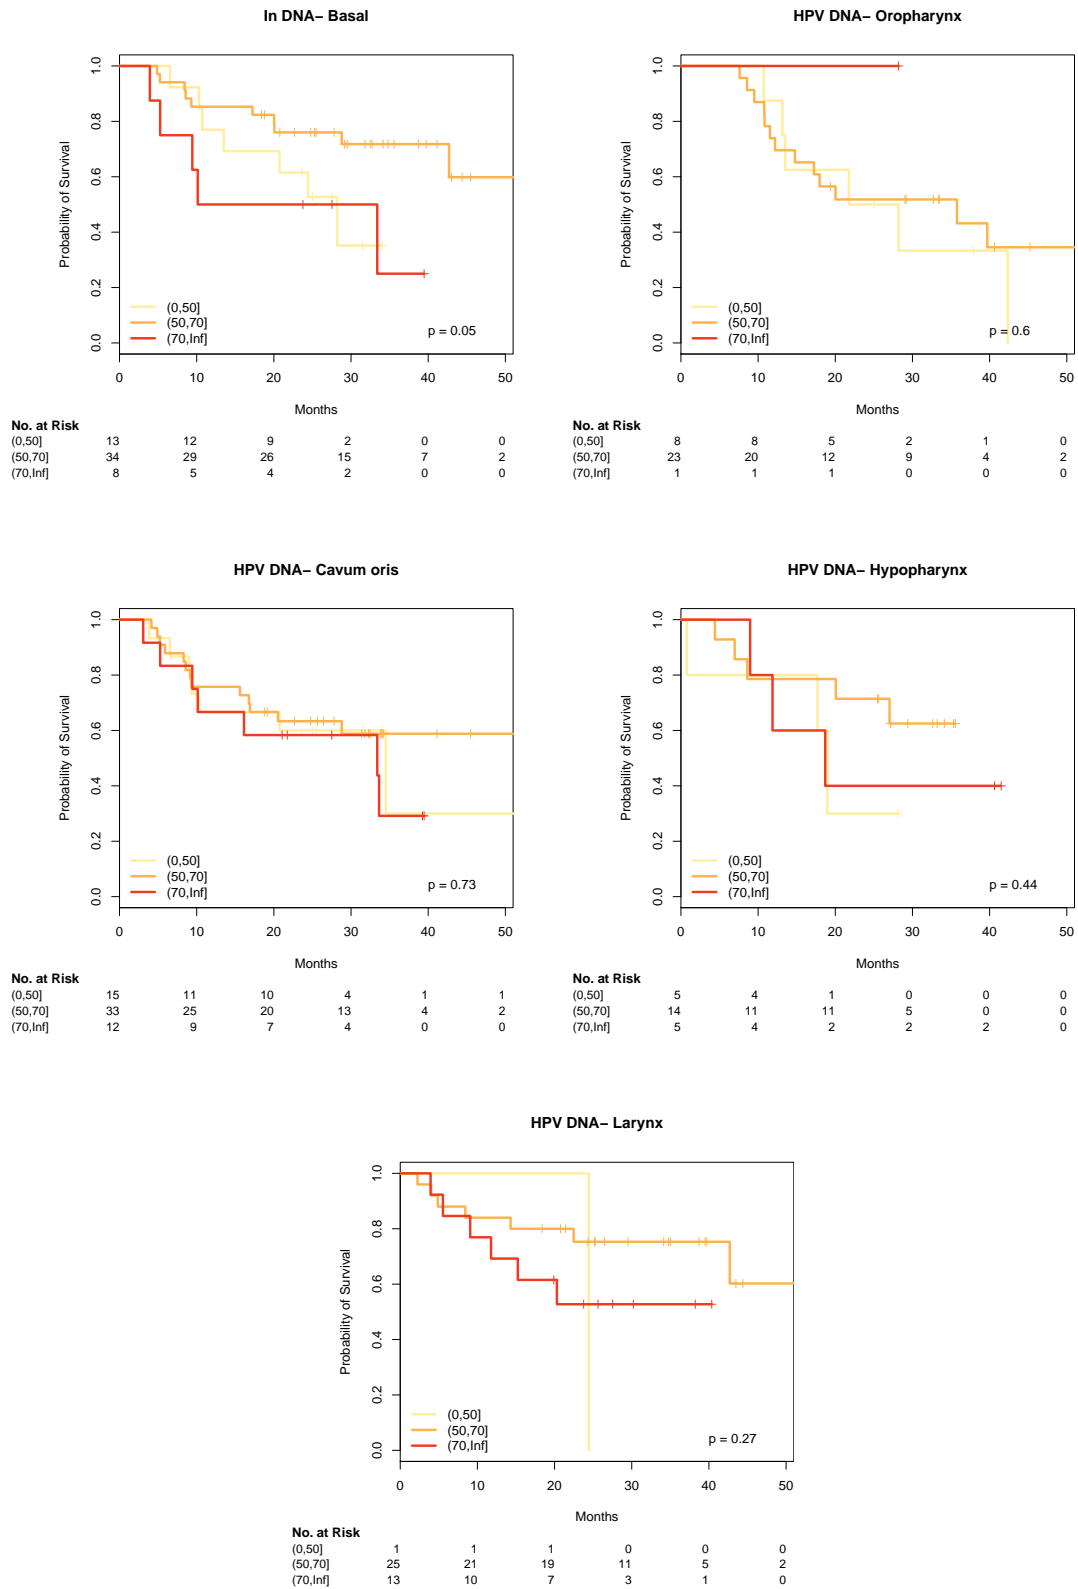 In DNA− Basal
Probability of Survival
1.0
0.8
0.6
0.4
0.2
0.0
(0,50]
(50,70]
(70,Inf]
p = 0.05
0 10 20 30 40 50
Months
No. at Risk
(0,50] 13 12 9 2 0 0
(50,70] 34 29 26 15 7 2
(70,Inf] 8 5 4 2 0 0
HPV DNA− Oropharynx
Probability of Survival
1.0
0.8
0.6
0.4
0.2
0.0
(0,50]
(50,70]
(70,Inf]
p = 0.6
0 10 20 30 40 50
Months
No. at Risk
(0,50] 8 8 5 2 1 0
(50,70] 23 20 12 9 4 2
(70,Inf] 1 1 1 0 0 0
HPV DNA− Cavum oris
Probability of Survival
1.0
0.8
0.6
0.4
0.2
0.0
(0,50]
(50,70]
(70,Inf]
p = 0.73
0 10 20 30 40 50
Months
No. at Risk
(0,50] 15 11 10 4 1 1
(50,70] 33 25 20 13 4 2
(70,Inf] 12 9 7 4 0 0
HPV DNA− Hypopharynx
Probability of Survival
1.0
0.8
0.6
0.4
0.2
0.0
(0,50]
(50,70]
(70,Inf]
p = 0.44
0 10 20 30 40 50
Months
No. at Risk
(0,50] 5 4 1 0 0 0
(50,70] 14 11 11 5 0 0
(70,Inf] 5 4 2 2 2 0
HPV DNA− Larynx
Probability of Survival
1.0
0.8
0.6
0.4
0.2
0.0
(0,50]
(50,70]
(70,Inf]
p = 0.27
0 10 20 30 40 50
Months
No. at Risk
(0,50] 1 1 1 0 0 0
(50,70] 25 21 19 11 5 2
(70,Inf] 13 10 7 3 1 0